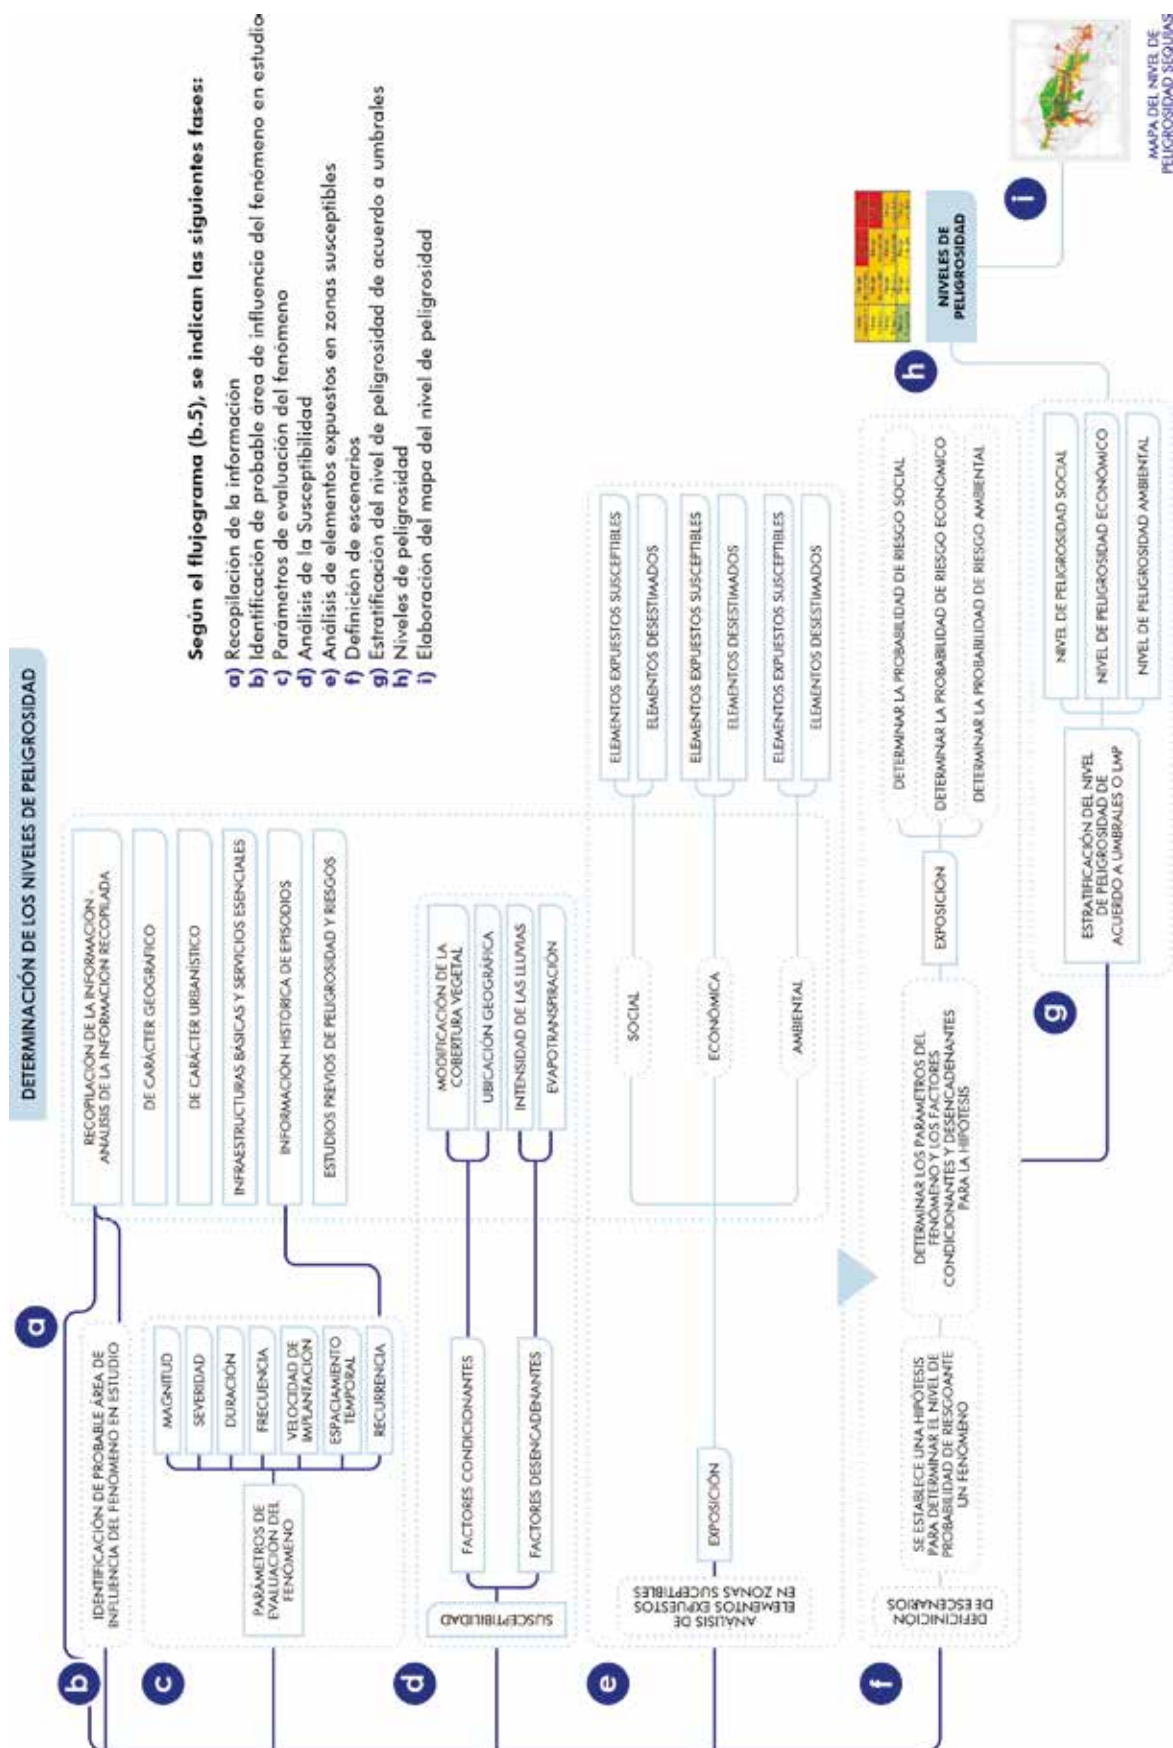 DETERMINACIÓN DE LOS NIVELES DE PELIGROSIDAD
Según el flujograma (b.5), se indican las siguientes fases:
a) Recopilación de la información
b) Identificación de probable área de influencia del fenómeno en estudio
c) Parámetros de evaluación del fenómeno
d) Análisis de la Susceptibilidad
e) Análisis de elementos expuestos en zonas susceptibles
f) Definición de escenarios
g) Estratificación del nivel de peligrosidad de acuerdo a umbrales
h) Niveles de peligrosidad
i) Elaboración del mapa del nivel de peligrosidad
a
RECOPILACIÓN DE LA INFORMACIÓN -
ANÁLISIS DE LA INFORMACIÓN RECOPILADA
DE CARÁCTER GEOGRÁFICO
DE CARÁCTER URBANÍSTICO
INFRAESTRUCTURAS BASICAS Y SERVICIOS ESENCIALES
INFORMACIÓN HISTÓRICA DE EPISODIOS
ESTUDIOS PREVIOS DE PELIGROSIDAD Y RIESGOS
b
IDENTIFICACIÓN DE PROBABLE ÁREA DE
INFLUENCIA DEL FENÓMENO EN ESTUDIO
c
PARÁMETROS DE
EVALUACIÓN DEL
FENÓMENO
MAGNITUD
SEVERIDAD
DURACIÓN
FRECUENCIA
VELOCIDAD DE
IMPLANTACIÓN
ESPACIAMIENTO
TEMPORAL
RECURRENCIA
d
SUSCEPTIBILIDAD
FACTORES CONDICIONANTES
MODIFICACIÓN DE LA
COBERTURA VEGETAL
UBICACIÓN GEOGRÁFICA
FACTORES DESENCADENANTES
INTENSIDAD DE LAS LLUVIAS
EVAPOTRANSPIRACIÓN
e
ANÁLISIS DE
ELEMENTOS EXPUESTOS
EN ZONAS SUCEPTIBLES
EXPOSICIÓN
SOCIAL
ELEMENTOS EXPUESTOS SUSCEPTIBLES
ELEMENTOS DESESTIMADOS
ECONÓMICA
ELEMENTOS EXPUESTOS SUSCEPTIBLES
ELEMENTOS DESESTIMADOS
AMBIENTAL
ELEMENTOS EXPUESTOS SUSCEPTIBLES
ELEMENTOS DESESTIMADOS
f
DEFINICIÓN
DE ESCENARIOS
SE ESTABLECE UNA HIPÓTESIS
PARA DETERMINAR EL NIVEL DE
PROBABILIDAD DE RIESGOANTE
UN FENÓMENO
DETERMINAR LOS PARÁMETROS DEL
FENÓMENO Y LOS FACTORES
CONDICIONANTES Y DESENCADENANTES
PARA LA HIPÓTESIS
EXPOSICIÓN
DETERMINAR LA PROBABILIDAD DE RIESGO SOCIAL
DETERMINAR LA PROBABILIDAD DE RIESGO ECONÓMICO
DETERMINAR LA PROBABILIDAD DE RIESGO AMBIENTAL
g
ESTRATIFICACIÓN DEL NIVEL
DE PELIGROSIDAD DE
ACUERDO A UMBRALES O LMP
NIVEL DE PELIGROSIDAD SOCIAL
NIVEL DE PELIGROSIDAD ECONÓMICO
NIVEL DE PELIGROSIDAD AMBIENTAL
h
NIVELES DE
PELIGROSIDAD
i
MAPA DEL NIVEL DE
PELIGROSIDAD SEQUIAS